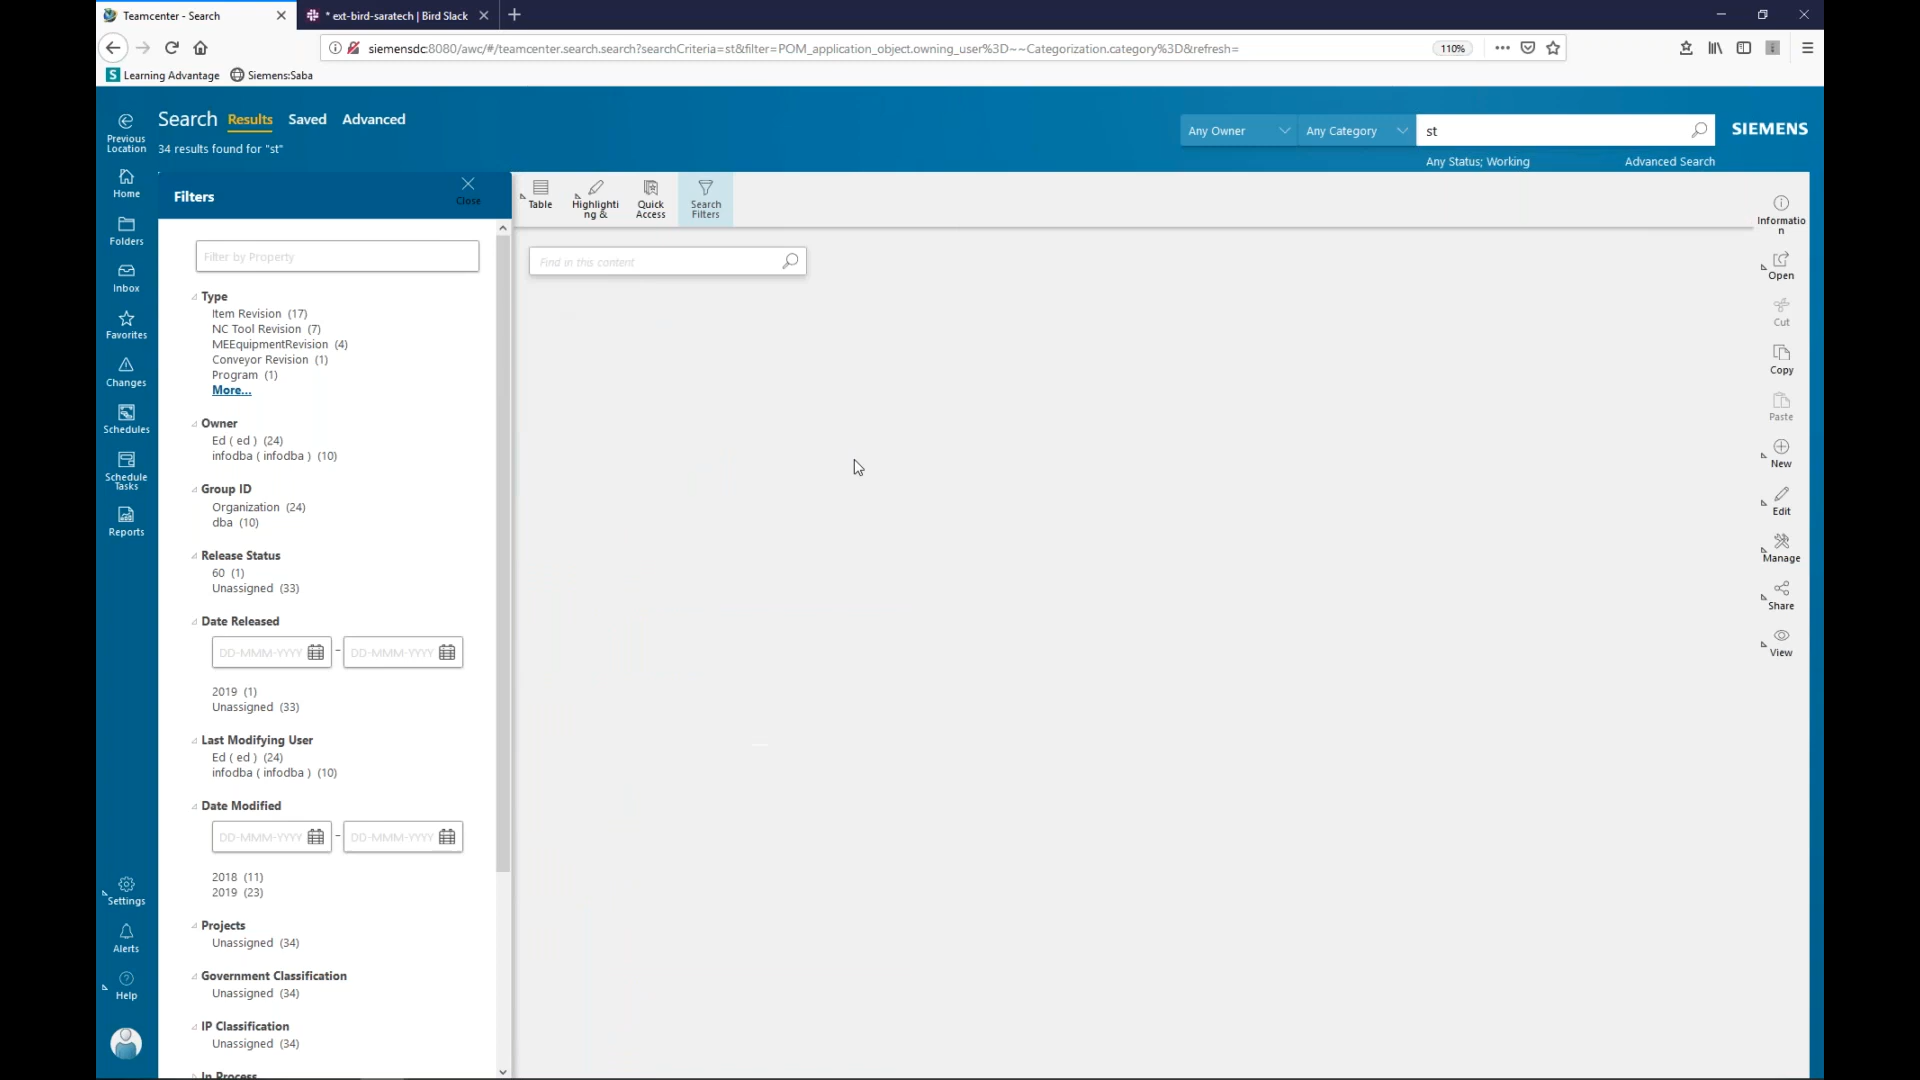 Teamcenter - Search
* ext-bird-saratech | Bird Slack
siemensdc:8080/awc/#/teamcenter.search.search?searchCriteria=st&filter=POM_application_object.owning_user%3D~~Categorization.category%3D&refresh=
110%
Learning Advantage
Siemens:Saba
Previous
Location
Home
Folders
Inbox
Favorites
Changes
Schedules
Schedule
Tasks
Reports
Settings
Alerts
Help
Search Results Saved Advanced
34 results found for "st"
Any Owner
Any Category
st
SIEMENS
Any Status; Working
Advanced Search
Filters
Close
Filter by Property
Type
Item Revision (17)
NC Tool Revision (7)
MEEquipmentRevision (4)
Conveyor Revision (1)
Program (1)
More...
Owner
Ed ( ed ) (24)
infodba ( infodba ) (10)
Group ID
Organization (24)
dba (10)
Release Status
60 (1)
Unassigned (33)
Date Released
DD-MMM-YYYY - DD-MMM-YYYY
2019 (1)
Unassigned (33)
Last Modifying User
Ed ( ed ) (24)
infodba ( infodba ) (10)
Date Modified
DD-MMM-YYYY - DD-MMM-YYYY
2018 (11)
2019 (23)
Projects
Unassigned (34)
Government Classification
Unassigned (34)
IP Classification
Unassigned (34)
In Process
Table
Highlighti
ng &
Quick
Access
Search
Filters
Find in this content
Informatio
n
Open
Cut
Copy
Paste
New
Edit
Manage
Share
View